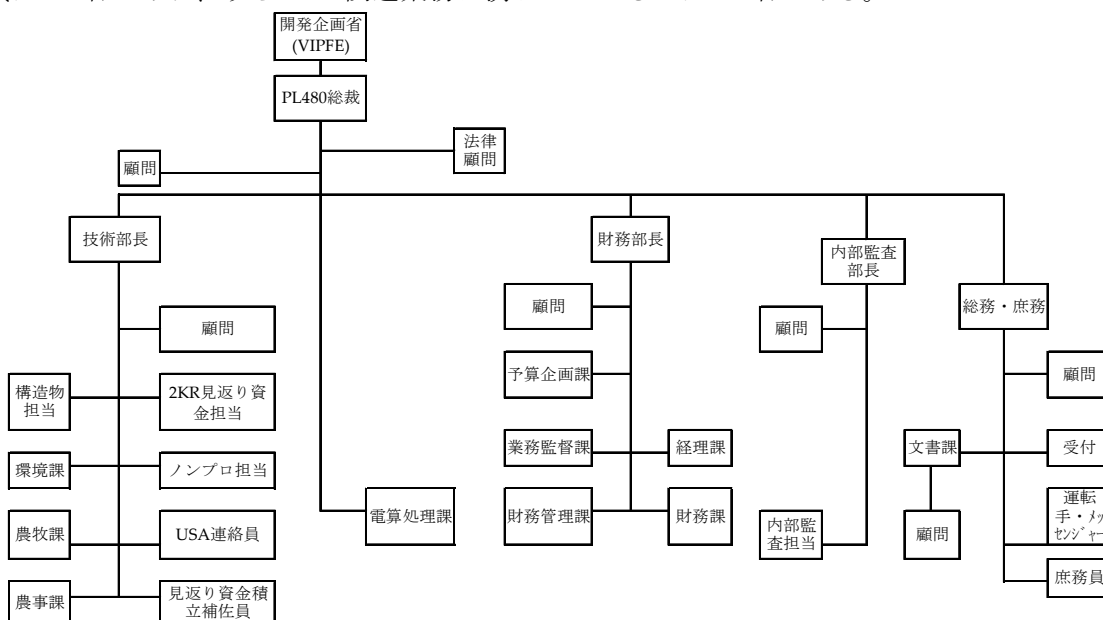 開発企画省
(VIPFE)
PL480総裁
法律
顧問
顧問
技術部長
財務部長
内部監査
部長
総務・庶務
顧問
顧問
顧問
顧問
構造物
担当
2KR見返り資
金担当
予算企画課
環境課
ノンプロ担当
業務監督課
経理課
文書課
受付
農牧課
USA連絡員
電算処理課
財務管理課
財務課
内部監
査担当
顧問
運転
手・メッ
センジャー
農事課
見返り資金積
立補佐員
庶務員